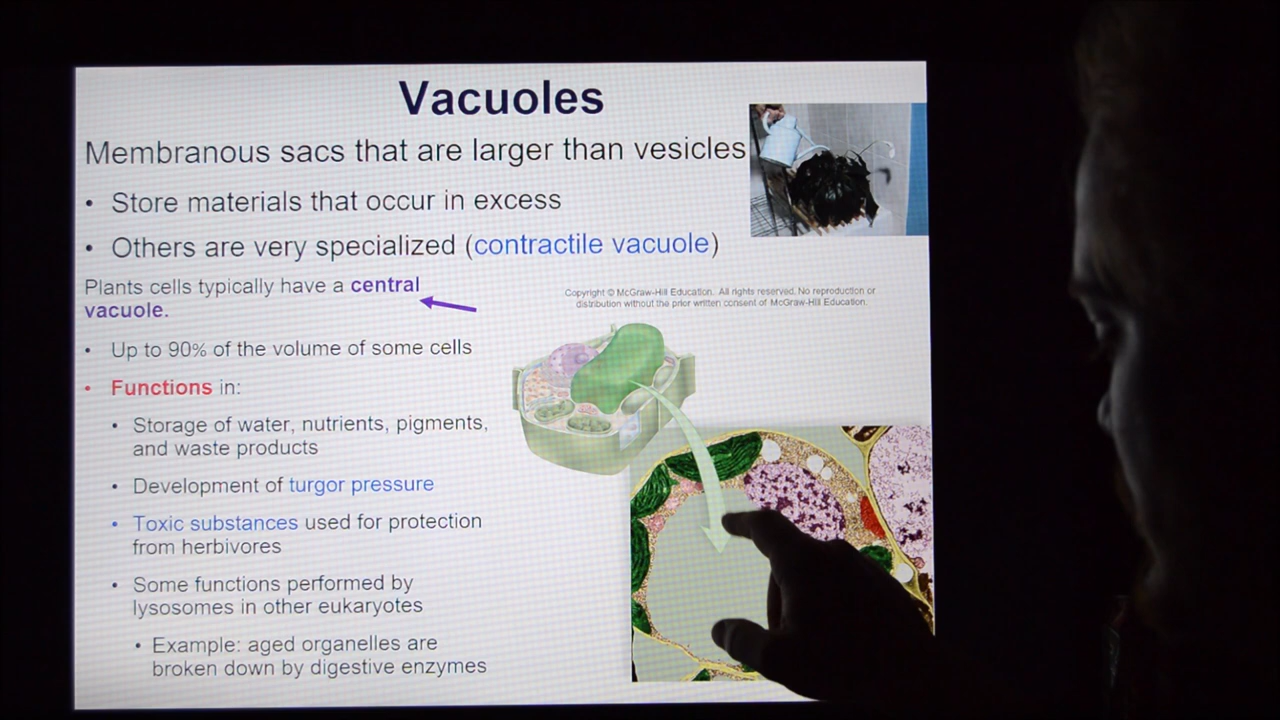 Vacuoles
Membranous sacs that are larger than vesicles
• Store materials that occur in excess
• Others are very specialized (contractile vacuole)
Plants cells typically have a central
vacuole.
Copyright © McGraw-Hill Education. All rights reserved. No reproduction or
distribution without the prior written consent of McGraw-Hill Education.
• Up to 90% of the volume of some cells
• Functions in:
• Storage of water, nutrients, pigments,
and waste products
• Development of turgor pressure
• Toxic substances used for protection
from herbivores
• Some functions performed by
lysosomes in other eukaryotes
• Example: aged organelles are
broken down by digestive enzymes